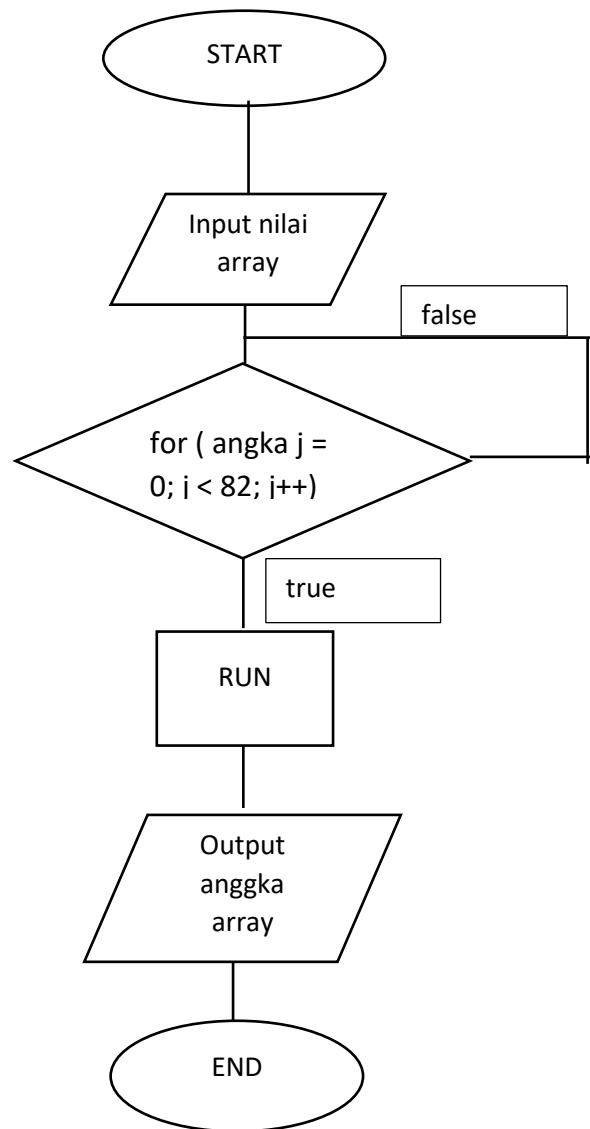 START
Input nilai
array
false
for ( angka j =
0; j < 82; j++)
true
RUN
Output
anggka
array
END